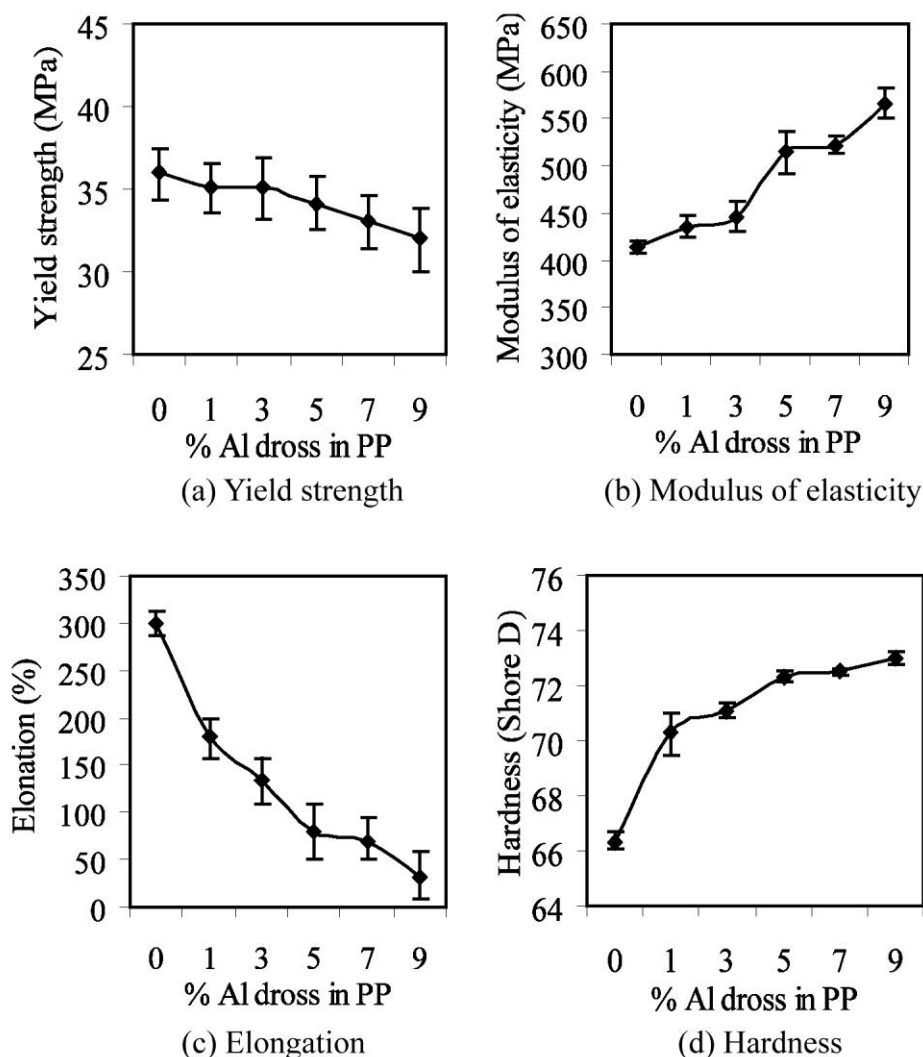 Yield strength (MPa)
45
40
35
30
25
0 1 3 5 7 9
% Al dross in PP
(a) Yield strength
Modulus of elasticity (MPa)
650
600
550
500
450
400
350
300
0 1 3 5 7 9
% Al dross in PP
(b) Modulus of elasticity
Elonation (%)
350
300
250
200
150
100
50
0
0 1 3 5 7 9
% Al dross in PP
(c) Elongation
Hardness (Shore D)
76
74
72
70
68
66
64
0 1 3 5 7 9
% Al dross in PP
(d) Hardness